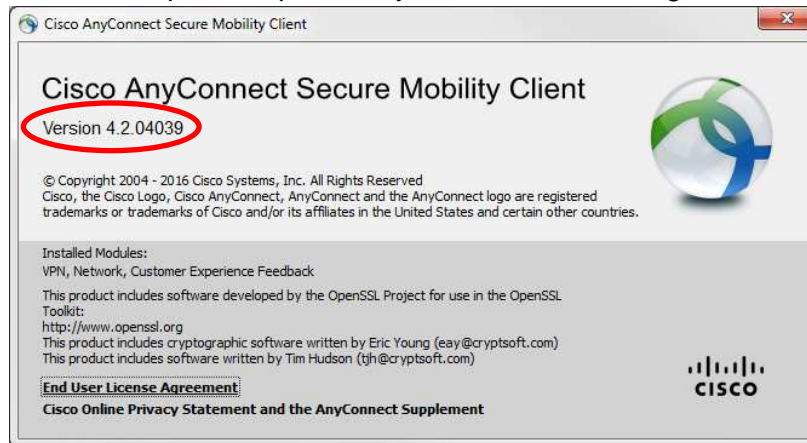 Cisco AnyConnect Secure Mobility Client
Cisco AnyConnect Secure Mobility Client
Version 4.2.04039
© Copyright 2004 - 2016 Cisco Systems, Inc. All Rights Reserved
Cisco, the Cisco Logo, Cisco AnyConnect, AnyConnect and the AnyConnect logo are registered
trademarks or trademarks of Cisco and/or its affiliates in the United States and certain other countries.
Installed Modules:
VPN, Network, Customer Experience Feedback
This product includes software developed by the OpenSSL Project for use in the OpenSSL
Toolkit:
http://www.openssl.org
This product includes cryptographic software written by Eric Young (eay@cryptsoft.com)
This product includes software written by Tim Hudson (tjh@cryptsoft.com)
End User License Agreement
Cisco Online Privacy Statement and the AnyConnect Supplement
CISCO